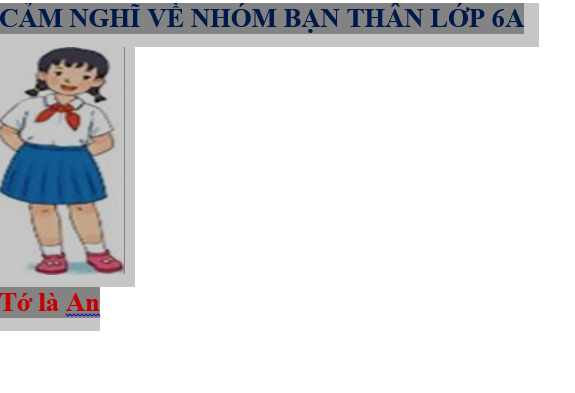 CẢM NGHĨ VỀ NHÓM BẠN THÂN LỚP 6A
Tớ là An